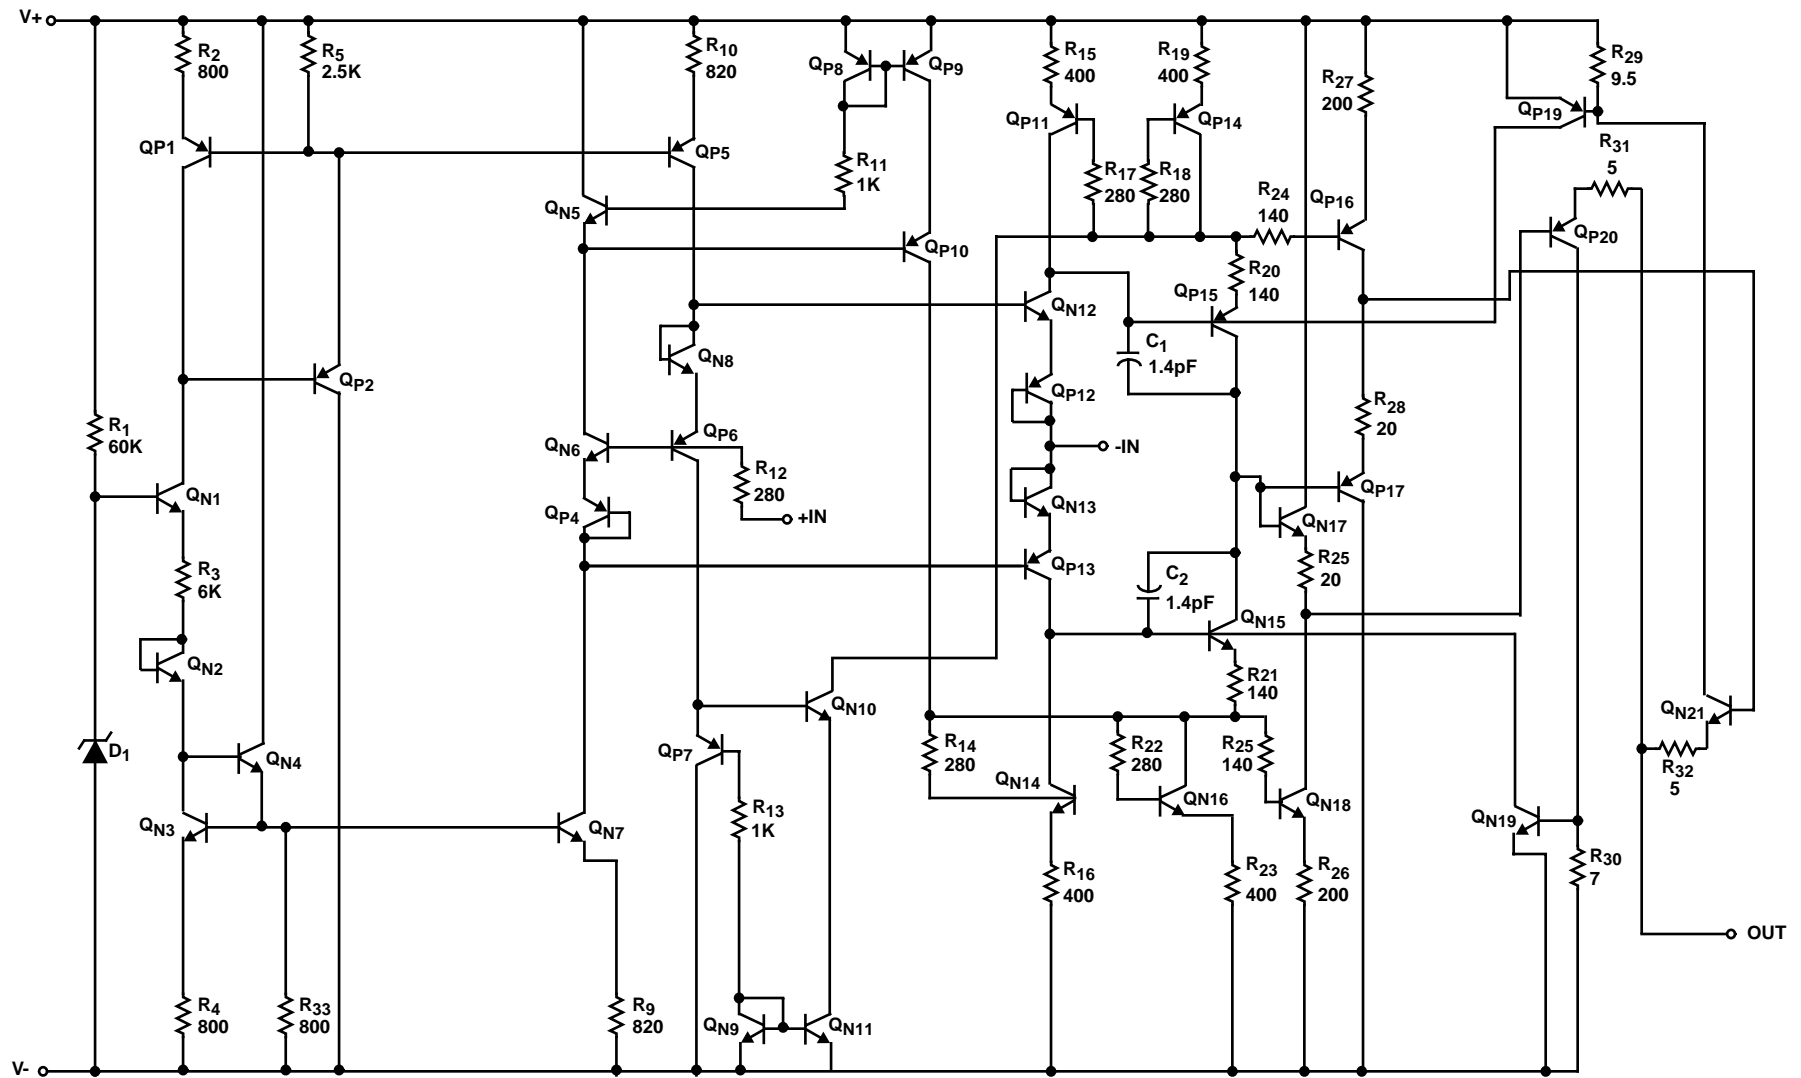 V+
R2
800
R5
2.5K
R10
820
QP8
QP9
R15
400
R19
400
R27
200
R29
9.5
QP1
QP5
R11
1K
QP11
QP14
QP19
R17
280
R18
280
R31
5
R24
140
QP16
QN5
QP10
QP20
R20
140
QN12
QP15
C1
1.4pF
QN8
QP2
QP12
R28
20
R1
60K
QN6
QP6
-IN
R12
280
QN1
QN13
QP17
QP4
+IN
QN17
R3
6K
QP13
R25
20
C2
1.4pF
QN15
QN2
R21
140
QN10
QN21
D1
QN4
QP7
R14
280
R22
280
R25
140
R32
5
QN14
QN16
QN18
R13
1K
QN3
QN7
QN19
R16
400
R23
400
R26
200
R30
7
OUT
R4
800
R33
800
R9
820
QN9
QN11
V-